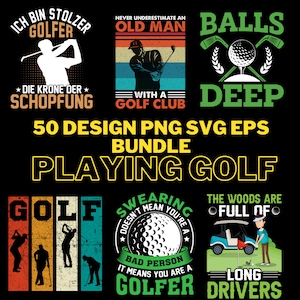 ICH BIN STOLZER
GOLFER
DIE KRONE DER
SCHÖPFUNG
NEVER UNDERESTIMATE AN
OLD MAN
WITH A
GOLF CLUB
BALLS
DEEP
50 DESIGN PNG SVG EPS
BUNDLE
PLAYING GOLF
GOLF
SWEARING
DOESN'T MEAN YOU'RE A
BAD PERSON
IT MEANS YOU ARE A
GOLFER
THE WOODS ARE
FULL OF
LONG
DRIVERS